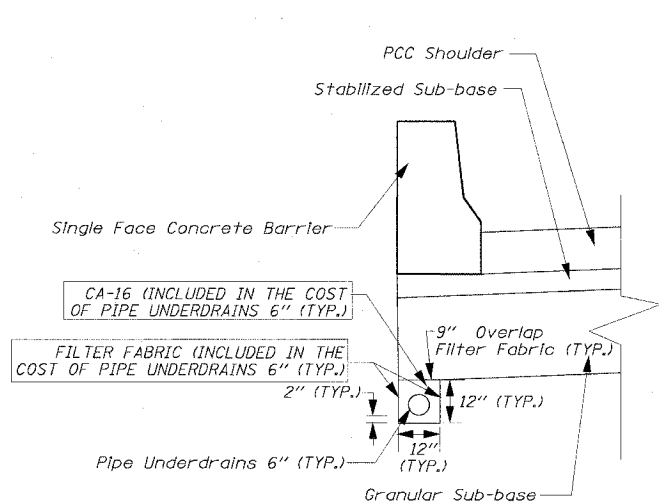 PCC Shoulder
Stabilized Sub-base
Single Face Concrete Barrier
CA-16 (INCLUDED IN THE COST
OF PIPE UNDERDRAINS 6" (TYP.)
9" Overlap
Filter Fabric (TYP.)
FILTER FABRIC (INCLUDED IN THE
COST OF PIPE UNDERDRAINS 6" (TYP.)
2" (TYP.)
12" (TYP.)
12"
(TYP.)
Pipe Underdrains 6" (TYP.)
Granular Sub-base